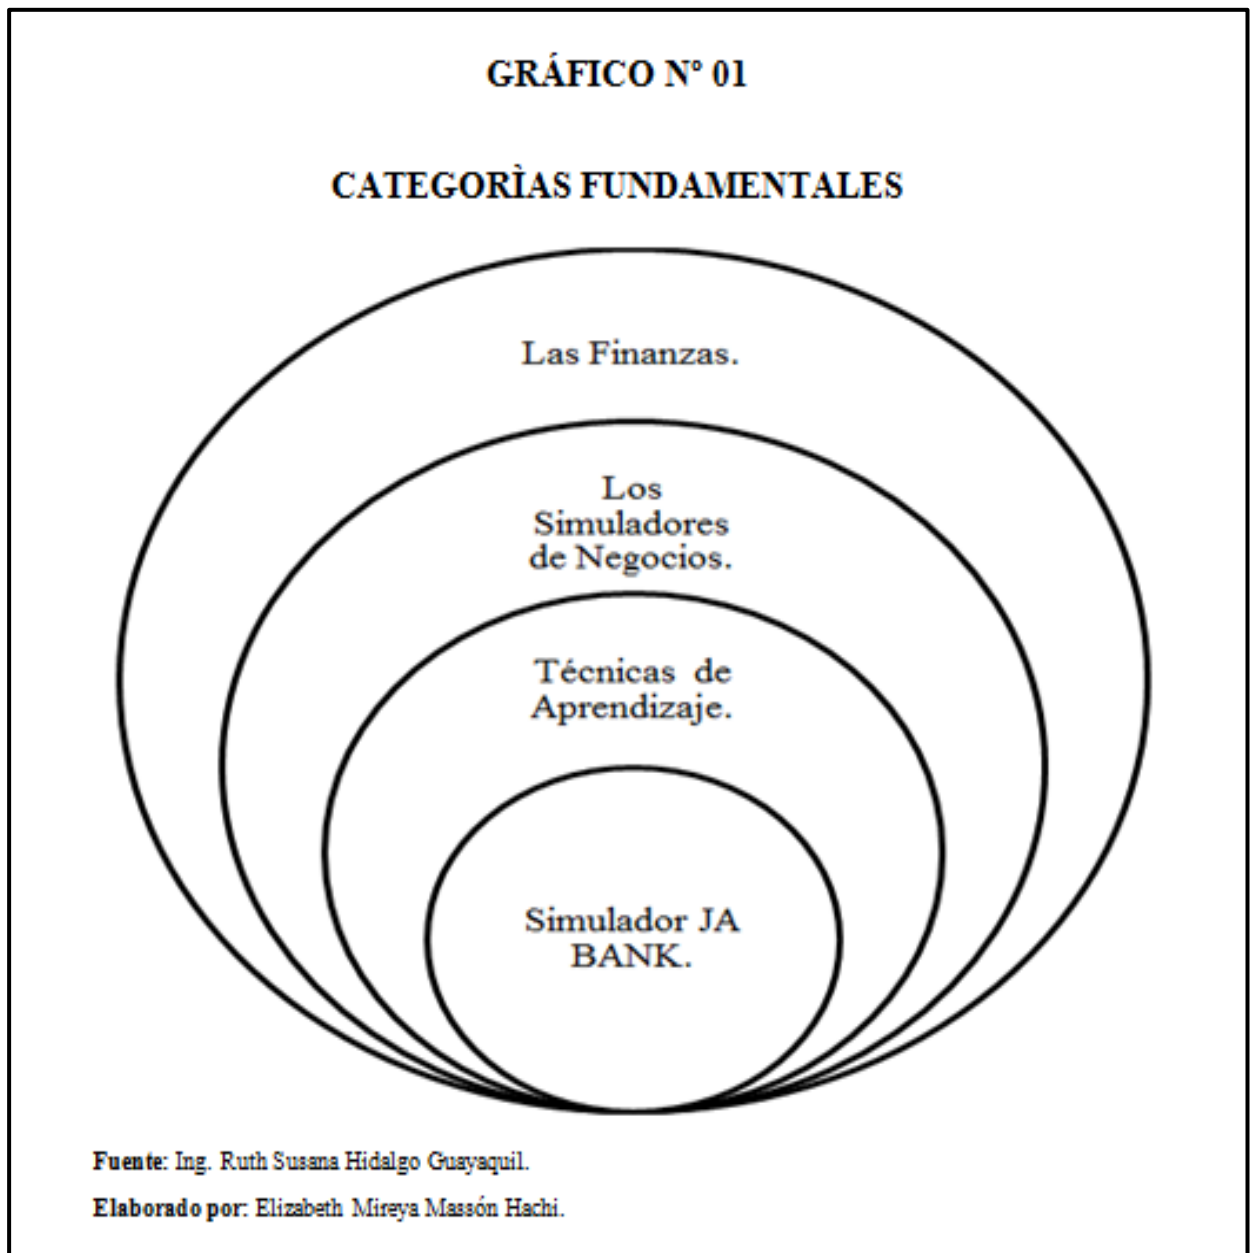 GRÁFICO Nº 01
CATEGORÌAS FUNDAMENTALES
Las Finanzas.
Los
Simuladores
de Negocios.
Técnicas de
Aprendizaje.
Simulador JA
BANK.
Fuente: Ing. Ruth Susana Hidalgo Guayaquil.
Elaborado por: Elizabeth Mireya Massón Hachi.